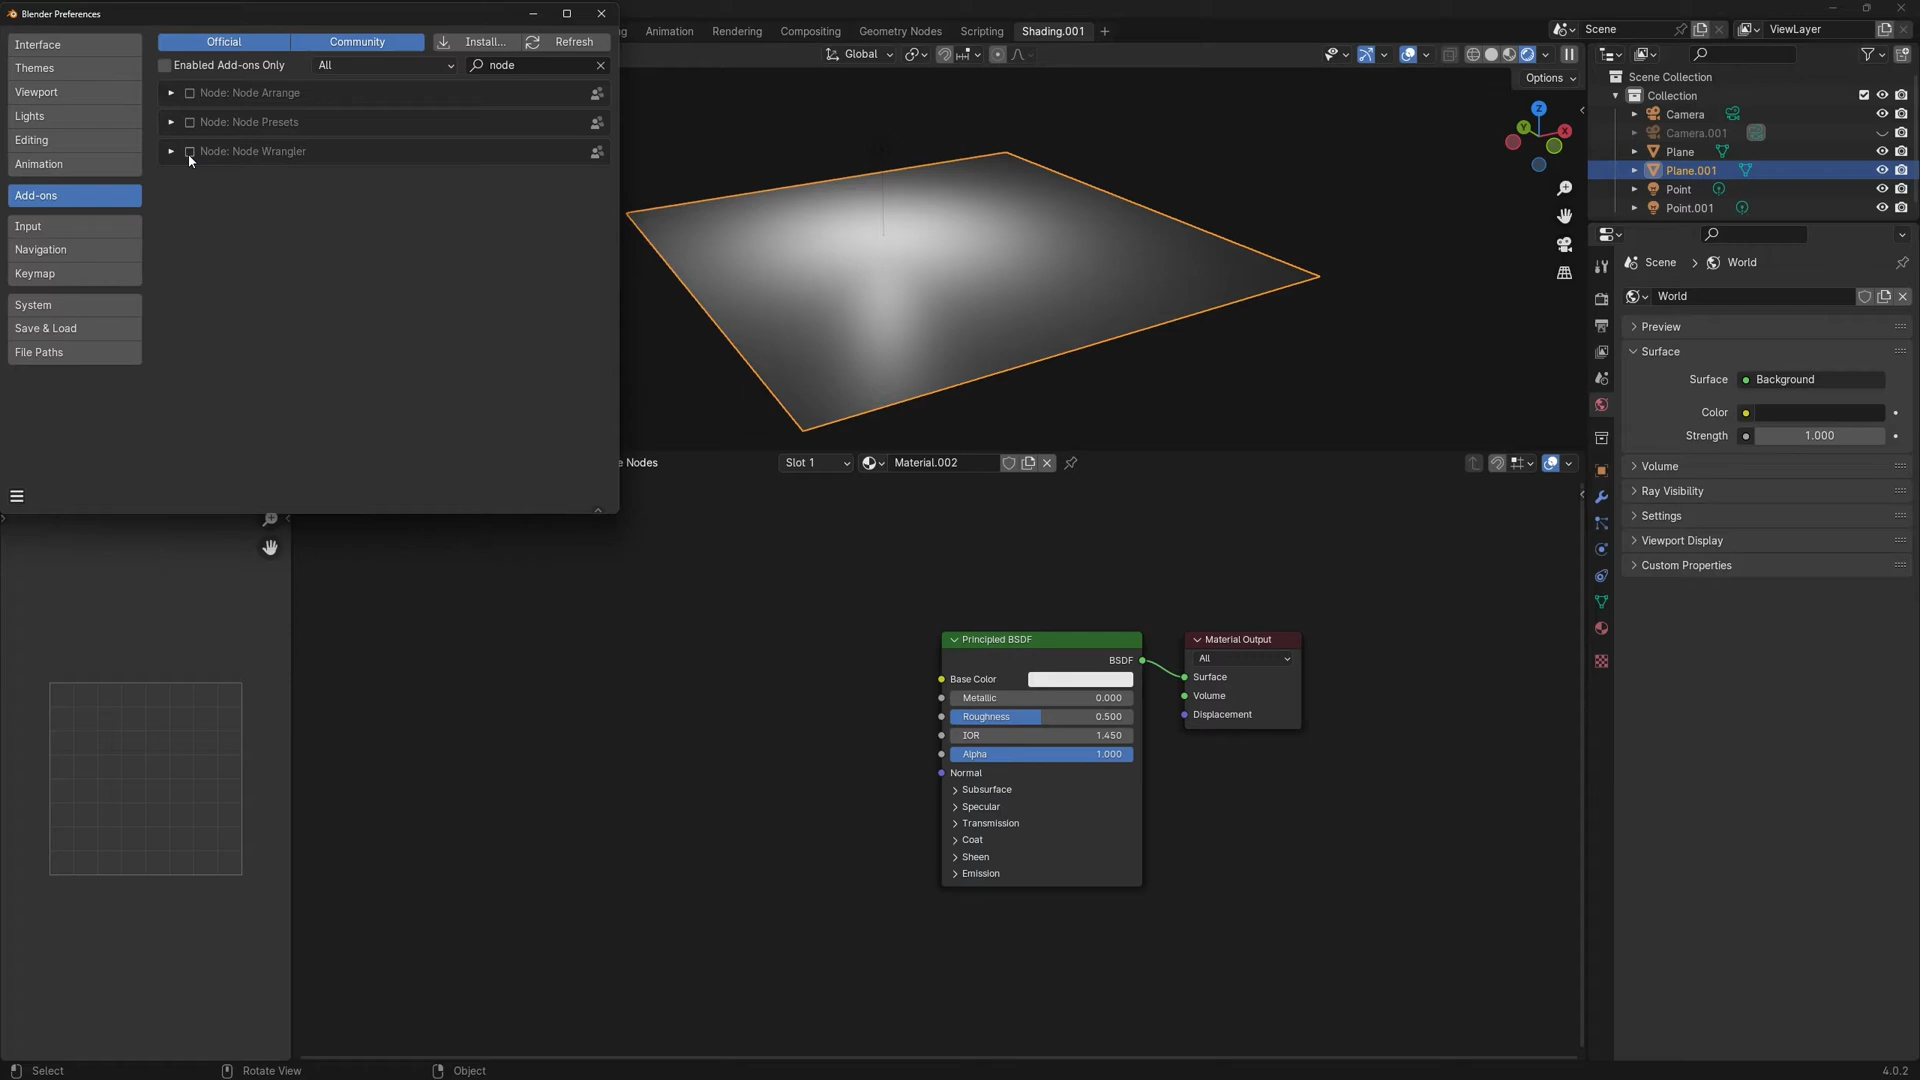 Blender Preferences
Interface
Themes
Viewport
Lights
Editing
Animation
Add-ons
Input
Navigation
Keymap
System
Save & Load
File Paths
Official
Community
Install...
Refresh
Enabled Add-ons Only
All
node
Node: Node Arrange
Node: Node Presets
Node: Node Wrangler
Animation
Rendering
Compositing
Geometry Nodes
Scripting
Shading.001
+
Scene
ViewLayer
Global
Options
Z
Y
X
Scene Collection
Collection
Camera
Camera.001
Plane
Plane.001
Point
Point.001
Scene
World
World
Preview
Surface
Surface
Background
Color
Strength
1.000
Volume
Ray Visibility
Settings
Viewport Display
Custom Properties
e Nodes
Slot 1
Material.002
Principled BSDF
BSDF
Base Color
Metallic 0.000
Roughness 0.500
IOR 1.450
Alpha 1.000
Normal
Subsurface
Specular
Transmission
Coat
Sheen
Emission
Material Output
All
Surface
Volume
Displacement
Select
Rotate View
Object
4.0.2